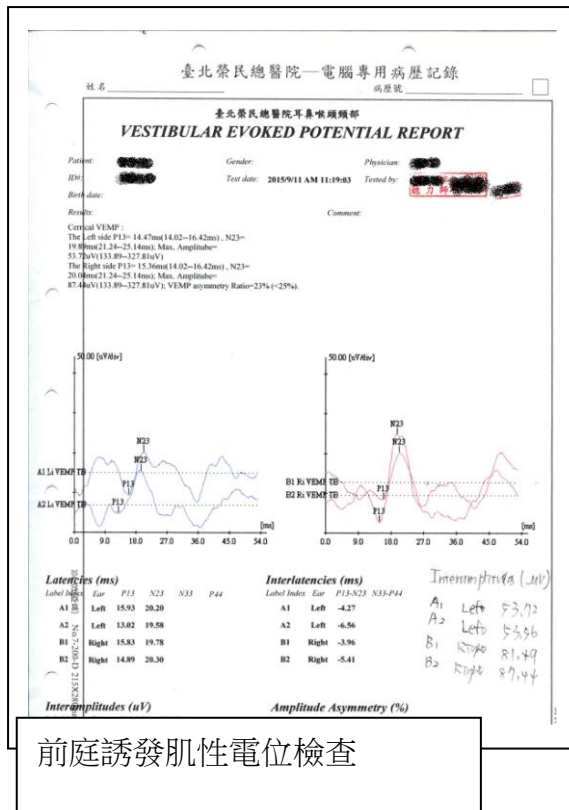 臺北榮民總醫院—電腦專用病歷記錄
姓名 病歷號
臺北榮民總醫院耳鼻喉頭頸部
VESTIBULAR EVOKED POTENTIAL REPORT
Patient: Gender: Physician:
ID#: Test date: 2015/9/11 AM 11:19:03 Tested by:
Birth date:
Results: Comment:
Cerrical VEMP :
The Left side P13= 14.47ms(14.02--16.42ms) , N23=
19.89ms(21.24--25.14ms); Max. Amplitube=
53.72uV(133.89--327.81uV)
The Right side P13= 15.36ms(14.02--16.42ms) , N23=
20.04ms(21.24--25.14ms); Max. Amplitube=
87.44uV(133.89--327.81uV); VEMP asymmetry Ratio=23% (<25%).
50.00 [uV/div] 50.00 [uV/div]
N23 N23
N23 N23
A1 Lt VEMP TB B1 Ri VEMP TB
P13 P13
A2 Lt VEMP TB B2 Ri VEMP TB
P13 P13
[ms] [ms]
0.0 9.0 18.0 27.0 36.0 45.0 54.0 0.0 9.0 18.0 27.0 36.0 45.0 54.0
Latencies (ms) Interlatencies (ms)
Label Index Ear P13 N23 N33 P44 Label Index Ear P13-N23 N33-P44
A1 Left 15.93 20.20 A1 Left -4.27
A2 Left 13.02 19.58 A2 Left -6.56
B1 Right 15.83 19.78 B1 Right -3.96
B2 Right 14.89 20.30 B2 Right -5.41
(uV)
A1 Left 53.72
A2 Left 53.56
B1 Right 81.49
B2 Right 87.44
Interamplitudes (uV) Amplitude Asymmetry (%)
前庭誘發肌性電位檢查